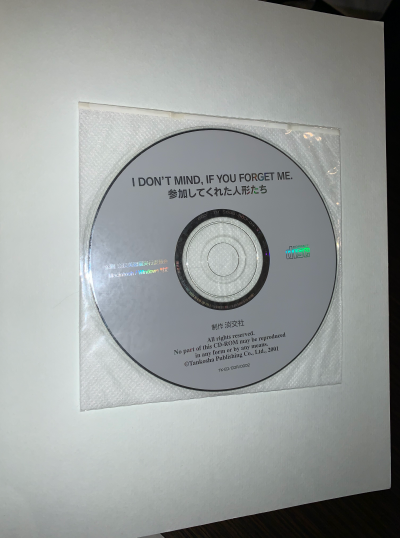 I DON'T MIND, IF YOU FORGET ME.
参加してくれた人形たち
制作 淡交社
All rights reserved.
No part of this CD-ROM may be reproduced
in any form or by any means.
©Tankosha Publishing Co., Ltd., 2001